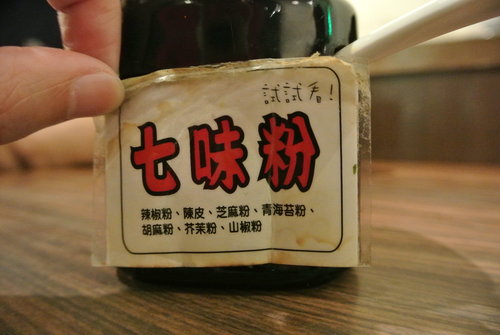 試試看!
七味粉
辣椒粉、陳皮、芝麻粉、青海苔粉、
胡麻粉、芥茉粉、山椒粉